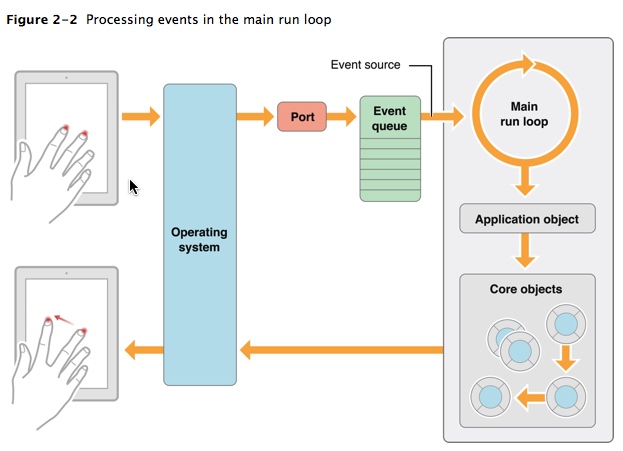 Figure 2-2 Processing events in the main run loop
Event source
Port
Event
queue
Main
run loop
Operating
system
Application object
Core objects